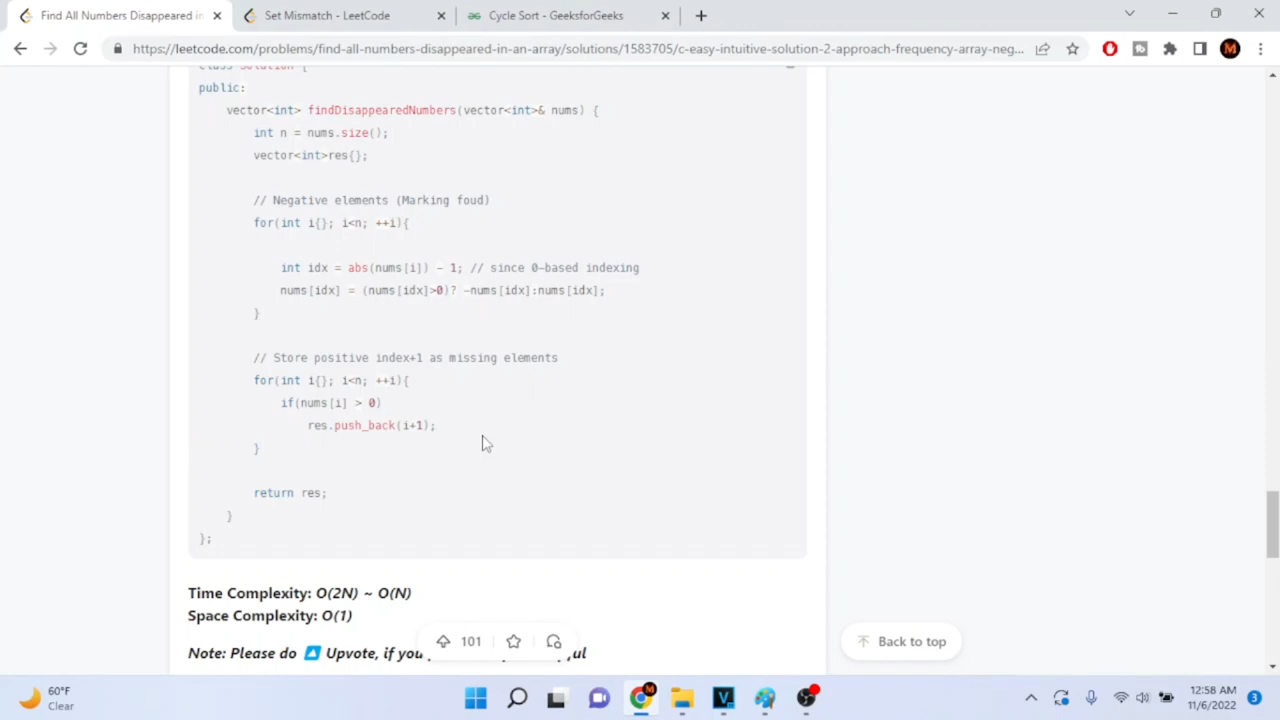 Find All Numbers Disappeared in
Set Mismatch - LeetCode
Cycle Sort - GeeksforGeeks
https://leetcode.com/problems/find-all-numbers-disappeared-in-an-array/solutions/1583705/c-easy-intuitive-solution-2-approach-frequency-array-neg...
class Solution {
public:
vector<int> findDisappearedNumbers(vector<int>& nums) {
int n = nums.size();
vector<int>res{};
// Negative elements (Marking foud)
for(int i{}; i<n; ++i){
int idx = abs(nums[i]) - 1; // since 0-based indexing
nums[idx] = (nums[idx]>0)? -nums[idx]:nums[idx];
}
// Store positive index+1 as missing elements
for(int i{}; i<n; ++i){
if(nums[i] > 0)
res.push_back(i+1);
}
return res;
}
};
Time Complexity: O(2N) ~ O(N)
Space Complexity: O(1)
101
Back to top
Note: Please do Upvote, if you ful
60°F
Clear
12:58 AM
11/6/2022
3